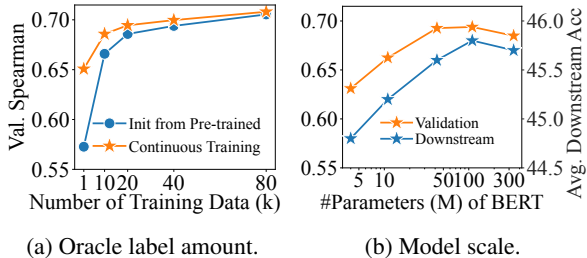 0.70
0.65
0.60
0.55
Val. Spearman
Init from Pre-trained
Continuous Training
1 10 20 40 80
Number of Training Data (k)
(a) Oracle label amount.
0.70
0.65
0.60
0.55
46.0
45.5
45.0
44.5
Avg. Downstream Acc
Validation
Downstream
5 10 50 100 300
#Parameters (M) of BERT
(b) Model scale.